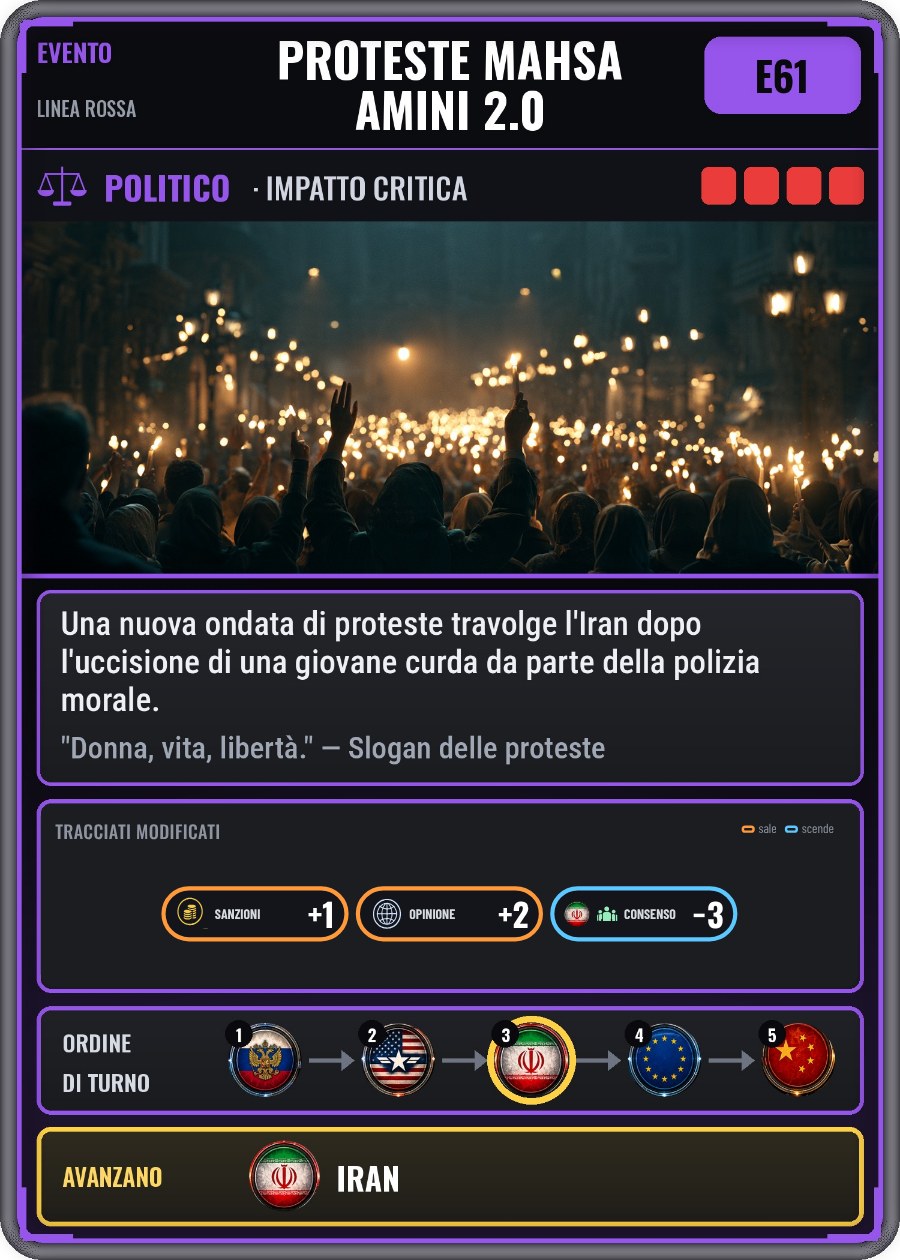 EVENTO
PROTESTE MAHSA
AMINI 2.0
E61
LINEA ROSSA
POLITICO · IMPATTO CRITICA
Una nuova ondata di proteste travolge l'Iran dopo
l'uccisione di una giovane curda da parte della polizia
morale.
"Donna, vita, libertà." — Slogan delle proteste
TRACCIATI MODIFICATI
sale scende
SANZIONI +1 OPINIONE +2 CONSENSO -3
ORDINE
DI TURNO
1 2 3 4 5
AVANZANO IRAN